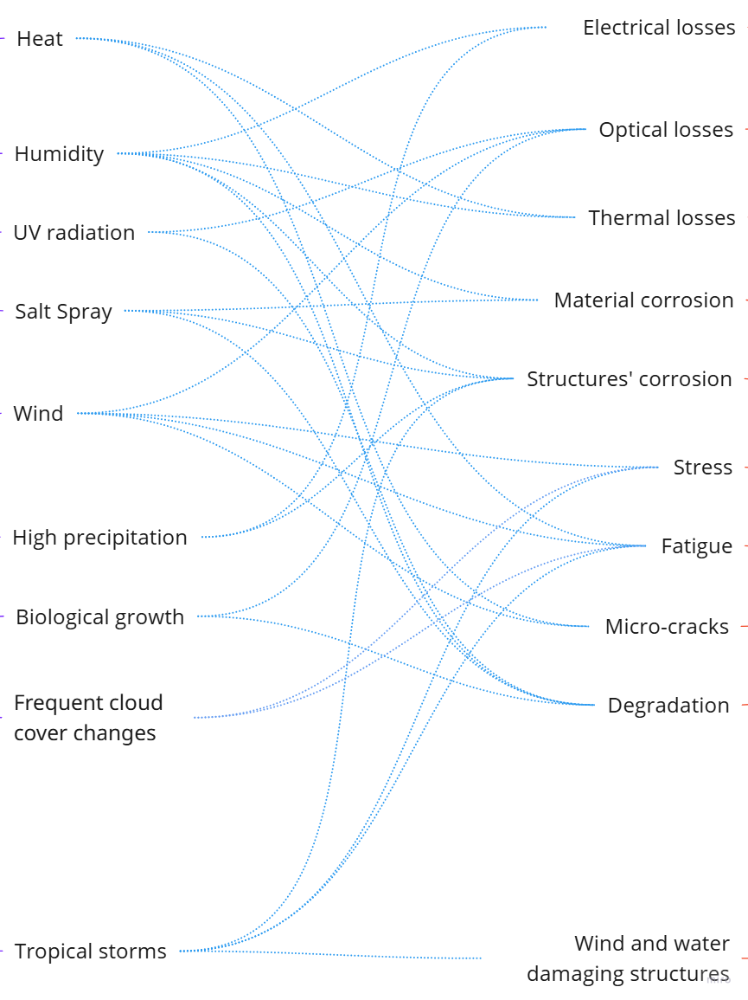 Heat
Humidity
UV radiation
Salt Spray
Wind
High precipitation
Biological growth
Frequent cloud
cover changes
Tropical storms
Electrical losses
Optical losses
Thermal losses
Material corrosion
Structures' corrosion
Stress
Fatigue
Micro-cracks
Degradation
Wind and water
damaging structures
miro